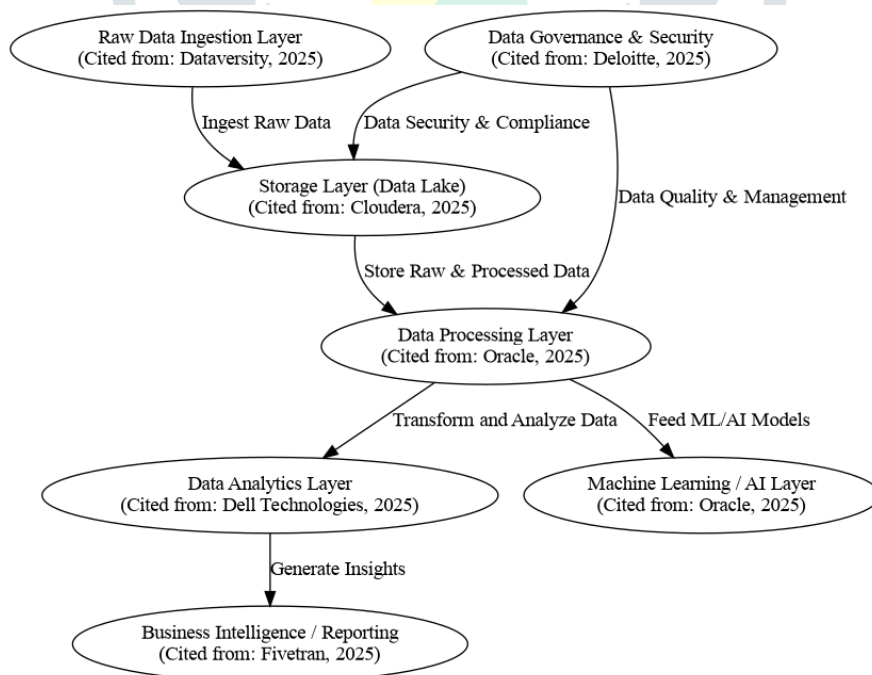 Raw Data Ingestion Layer
(Cited from: Dataversity, 2025)
Data Governance & Security
(Cited from: Deloitte, 2025)
Ingest Raw Data
Data Security & Compliance
Storage Layer (Data Lake)
(Cited from: Cloudera, 2025)
Data Quality & Management
Store Raw & Processed Data
Data Processing Layer
(Cited from: Oracle, 2025)
Transform and Analyze Data
Feed ML/AI Models
Data Analytics Layer
(Cited from: Dell Technologies, 2025)
Machine Learning / AI Layer
(Cited from: Oracle, 2025)
Generate Insights
Business Intelligence / Reporting
(Cited from: Fivetran, 2025)